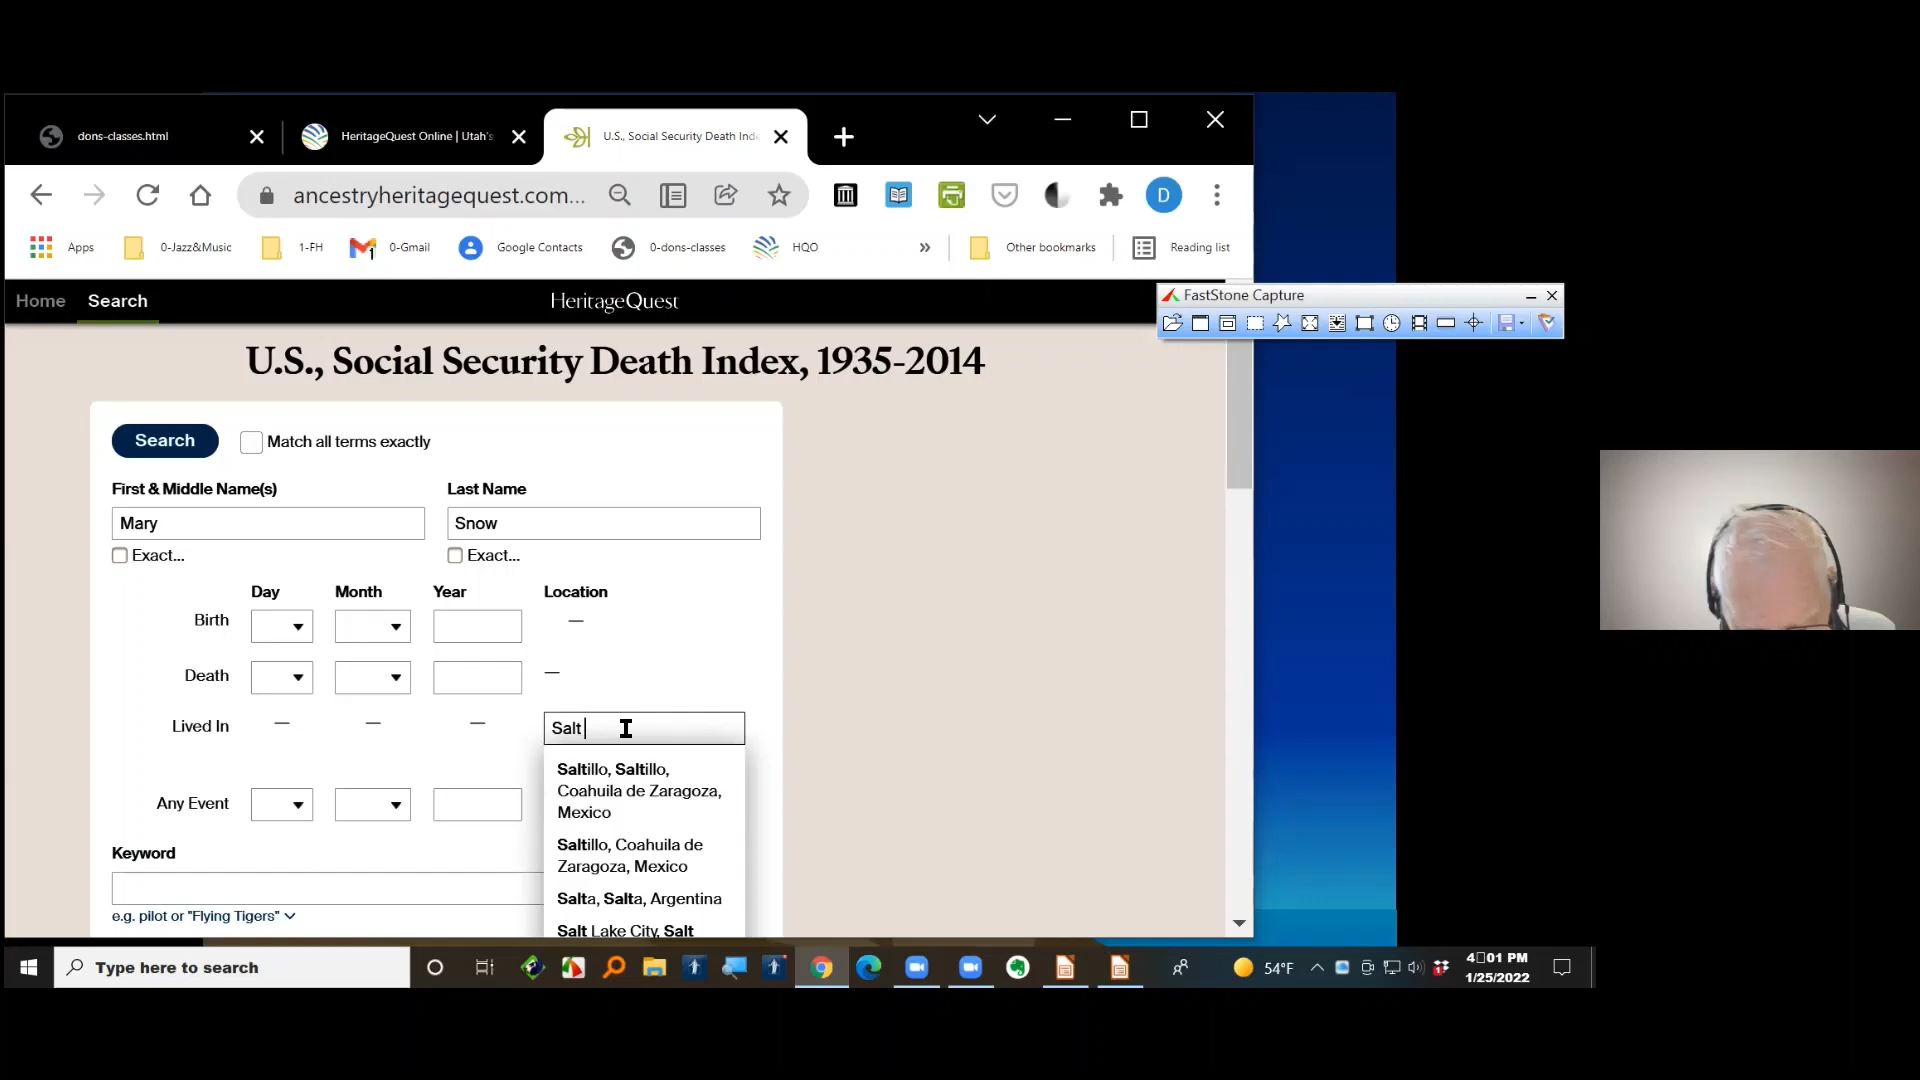 dons-classes.html
HeritageQuest Online | Utah's
U.S., Social Security Death Inde
ancestryheritagequest.com...
D
Apps
0-Jazz&Music
1-FH
0-Gmail
Google Contacts
0-dons-classes
HQO
»
Other bookmarks
Reading list
Home
Search
HeritageQuest
FastStone Capture
U.S., Social Security Death Index, 1935-2014
Search
Match all terms exactly
First & Middle Name(s)
Last Name
Mary
Snow
Exact...
Exact...
Day
Month
Year
Location
Birth
—
Death
—
Lived In
—
—
—
Salt
Saltillo, Saltillo,
Coahuila de Zaragoza,
Mexico
Saltillo, Coahuila de
Zaragoza, Mexico
Salta, Salta, Argentina
Salt Lake City, Salt
Any Event
Keyword
e.g. pilot or "Flying Tigers"
Type here to search
54°F
4▯01 PM
1/25/2022